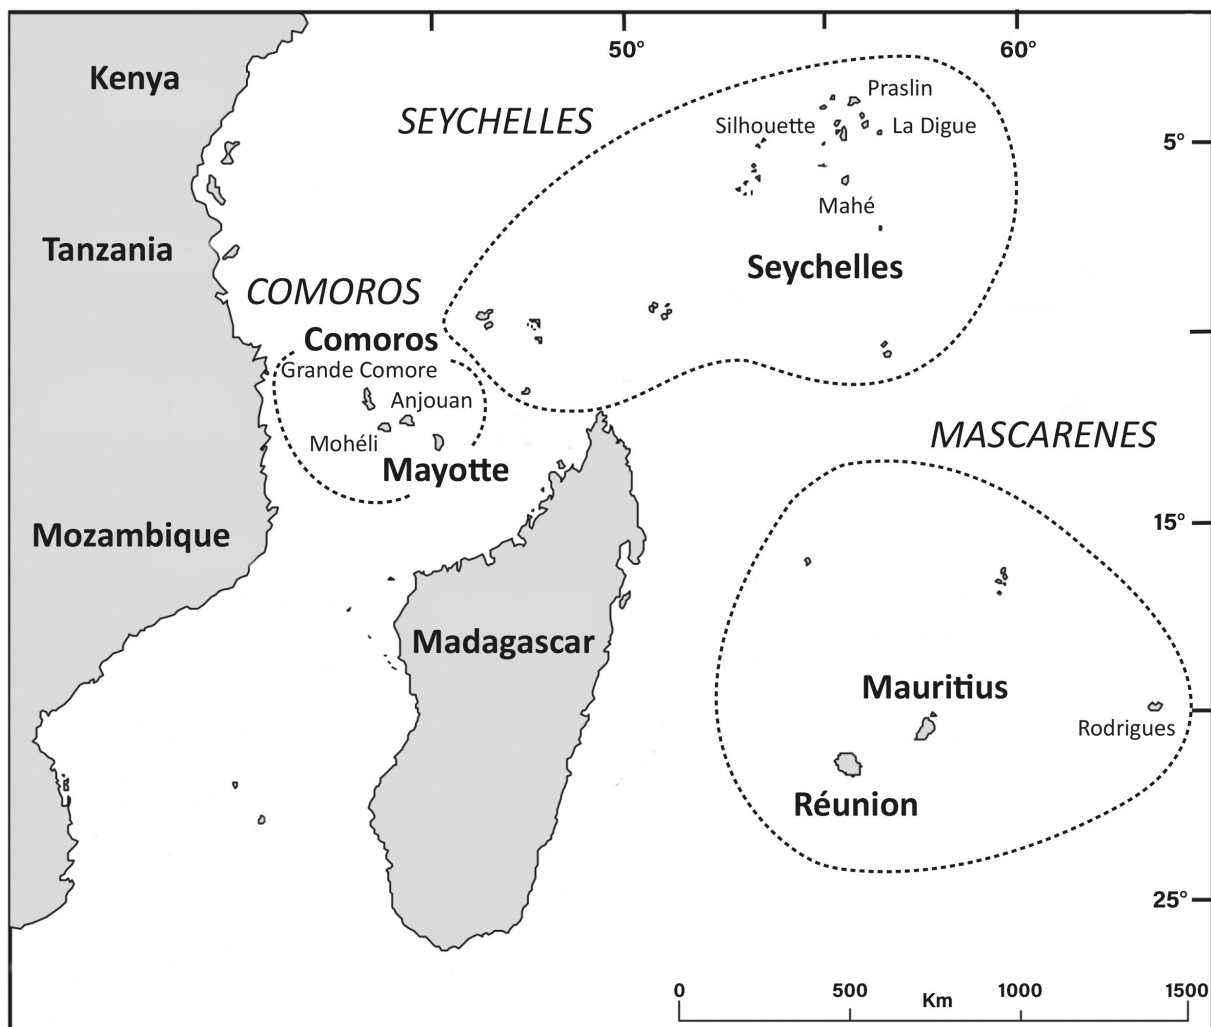 50°
60°
Kenya
Praslin
SEYCHELLES
Silhouette
La Digue
5°
Mahé
Tanzania
Seychelles
COMOROS
Comoros
Grande Comore
Anjouan
Mohéli
Mayotte
MASCARENES
15°
Mozambique
Madagascar
Mauritius
Rodrigues
Réunion
25°
0
500
1000
1500
Km